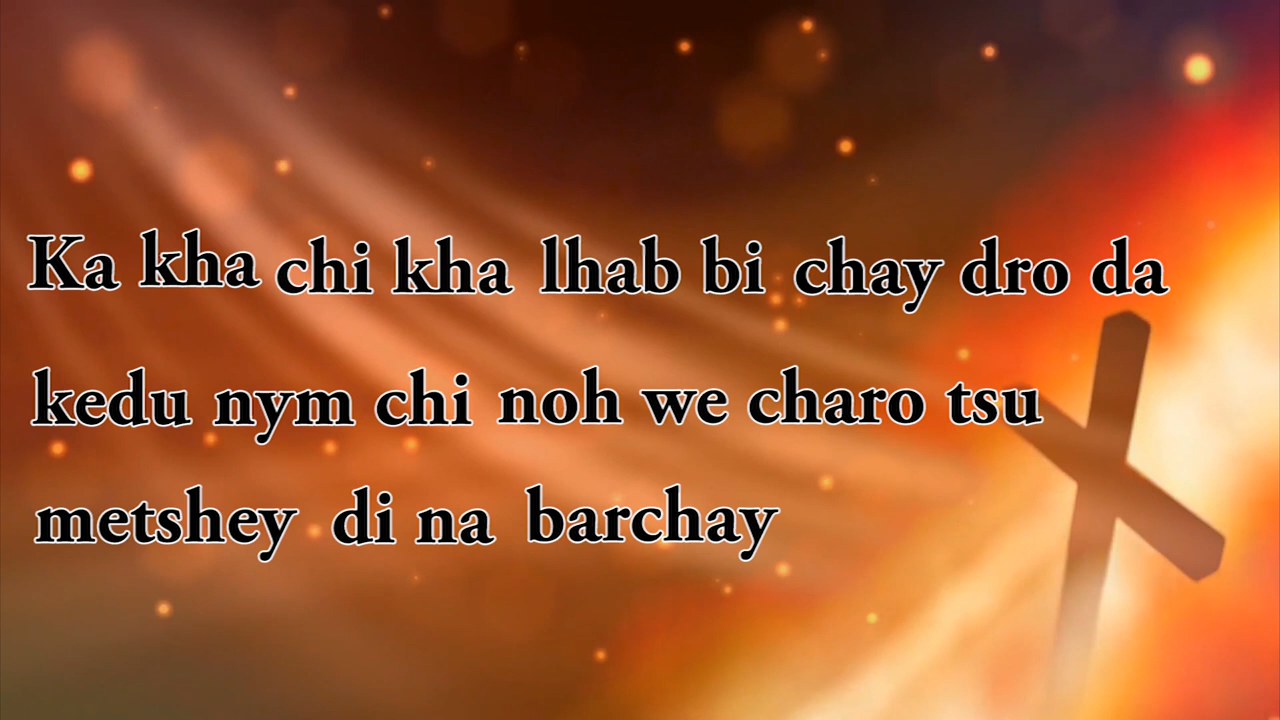 Ka kha chi kha lhab bi chay dro da
kedu nym chi noh we charo tsu
metshey di na barchay